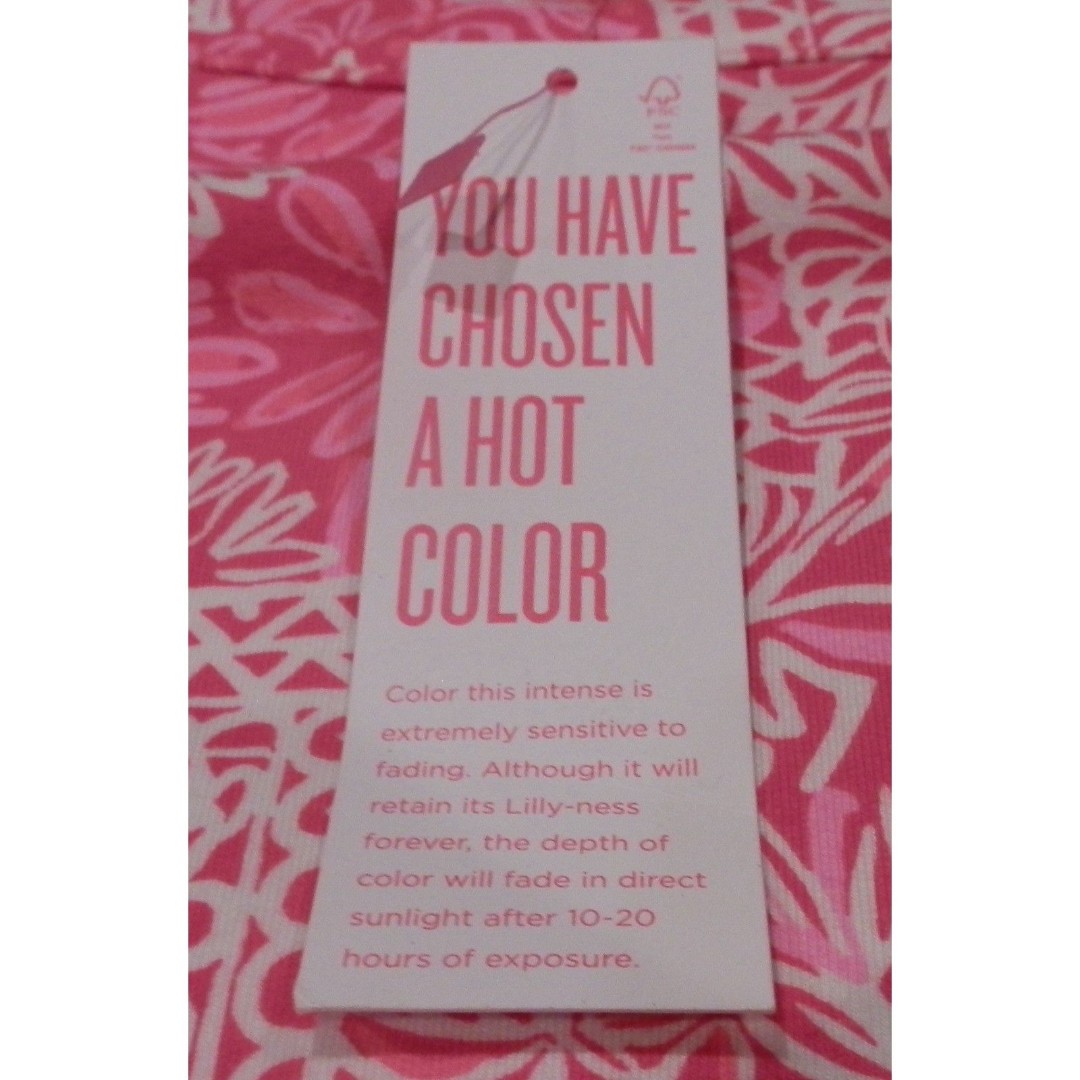 FSC
YOU HAVE
CHOSEN
A HOT
COLOR
Color this intense is
extremely sensitive to
fading. Although it will
retain its Lilly-ness
forever, the depth of
color will fade in direct
sunlight after 10-20
hours of exposure.